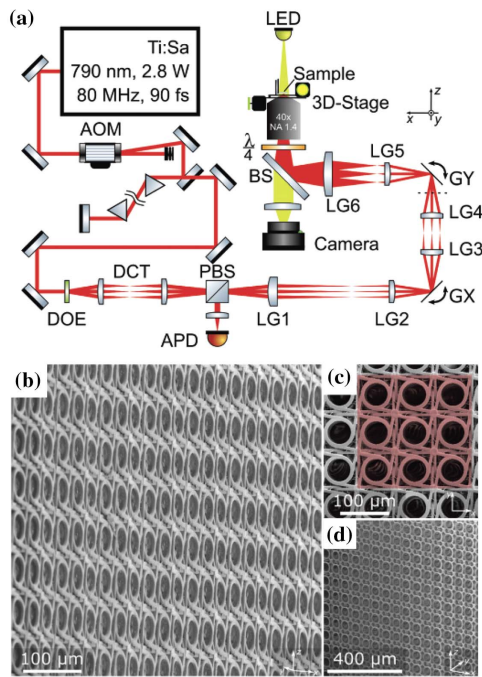 (a)
LED
Ti:Sa
790 nm, 2.8 W
80 MHz, 90 fs
Sample
3D-Stage
40x
NA 1.4
z
x
y
AOM
λ/4
BS
LG5
GY
LG6
LG4
Camera
LG3
DCT
PBS
DOE
LG1
LG2
GX
APD
(b)
(c)
100 µm
(d)
100 µm
400 µm